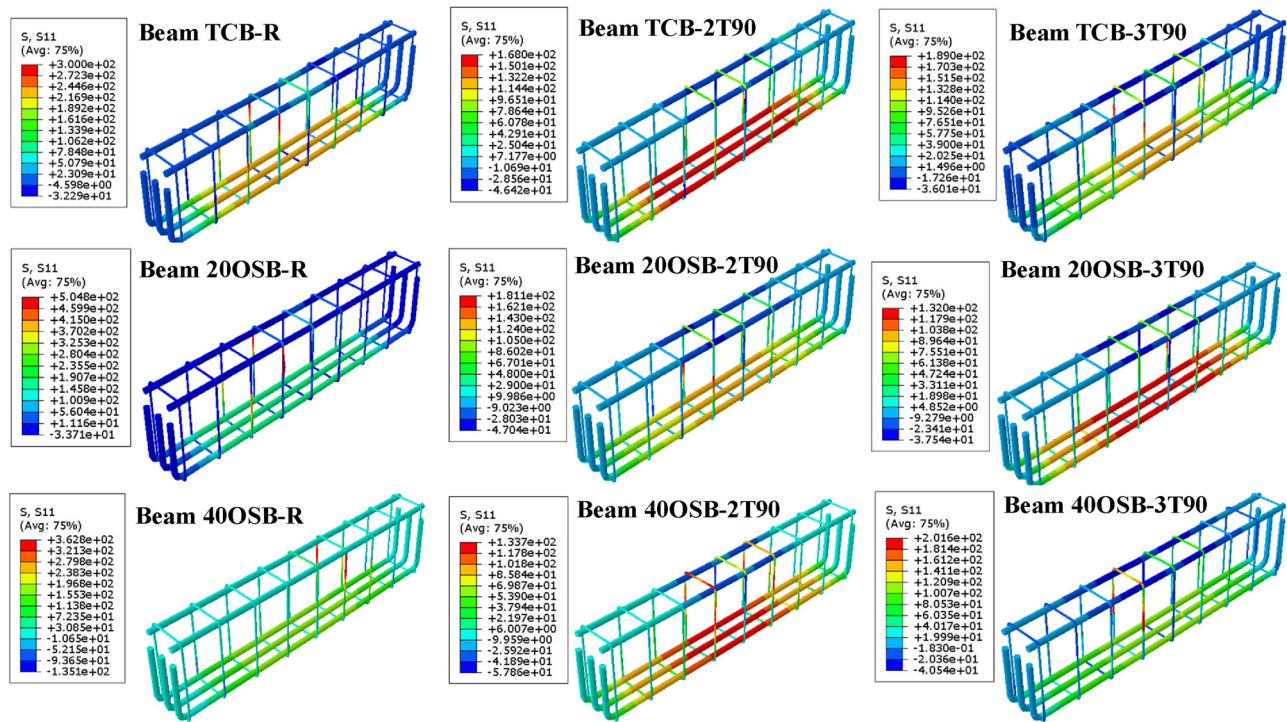 Beam TCB-R
S, S11
(Avg: 75%)
+3.000e+02
+2.723e+02
+2.446e+02
+2.169e+02
+1.892e+02
+1.616e+02
+1.339e+02
+1.062e+02
+7.848e+01
+5.079e+01
+2.309e+01
-4.598e+00
-3.229e+01
Beam TCB-2T90
S, S11
(Avg: 75%)
+1.680e+02
+1.501e+02
+1.322e+02
+1.144e+02
+9.651e+01
+7.864e+01
+6.078e+01
+4.291e+01
+2.504e+01
+7.177e+00
-1.069e+01
-2.856e+01
-4.642e+01
Beam TCB-3T90
S, S11
(Avg: 75%)
+1.890e+02
+1.703e+02
+1.515e+02
+1.328e+02
+1.140e+02
+9.526e+01
+7.651e+01
+5.775e+01
+3.900e+01
+2.025e+01
+1.496e+00
-1.726e+01
-3.601e+01
Beam 20OSB-R
S, S11
(Avg: 75%)
+5.048e+02
+4.599e+02
+4.150e+02
+3.702e+02
+3.253e+02
+2.804e+02
+2.355e+02
+1.907e+02
+1.458e+02
+1.009e+02
+5.604e+01
+1.116e+01
-3.371e+01
Beam 20OSB-2T90
S, S11
(Avg: 75%)
+1.811e+02
+1.621e+02
+1.430e+02
+1.240e+02
+1.050e+02
+8.602e+01
+6.701e+01
+4.800e+01
+2.900e+01
+9.986e+00
-9.023e+00
-2.803e+01
-4.704e+01
Beam 20OSB-3T90
S, S11
(Avg: 75%)
+1.320e+02
+1.179e+02
+1.038e+02
+8.964e+01
+7.551e+01
+6.138e+01
+4.724e+01
+3.311e+01
+1.898e+01
+4.852e+00
-9.279e+00
-2.341e+01
-3.754e+01
Beam 40OSB-R
S, S11
(Avg: 75%)
+3.628e+02
+3.213e+02
+2.798e+02
+2.383e+02
+1.968e+02
+1.553e+02
+1.138e+02
+7.235e+01
+3.085e+01
-1.065e+01
-5.215e+01
-9.365e+01
-1.351e+02
Beam 40OSB-2T90
S, S11
(Avg: 75%)
+1.337e+02
+1.178e+02
+1.018e+02
+8.584e+01
+6.987e+01
+5.390e+01
+3.794e+01
+2.197e+01
+6.007e+00
-9.959e+00
-2.592e+01
-4.189e+01
-5.786e+01
Beam 40OSB-3T90
S, S11
(Avg: 75%)
+2.016e+02
+1.814e+02
+1.612e+02
+1.411e+02
+1.209e+02
+1.007e+02
+8.053e+01
+6.035e+01
+4.017e+01
+1.999e+01
-1.830e-01
-2.036e+01
-4.054e+01